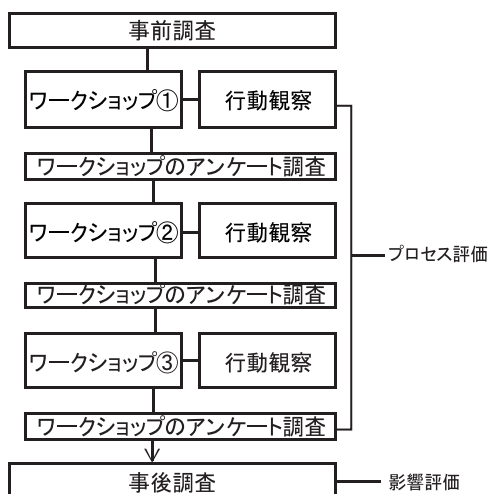 事前調査
ワークショップ①
行動観察
ワークショップのアンケート調査
ワークショップ②
行動観察
プロセス評価
ワークショップのアンケート調査
ワークショップ③
行動観察
ワークショップのアンケート調査
事後調査
影響評価